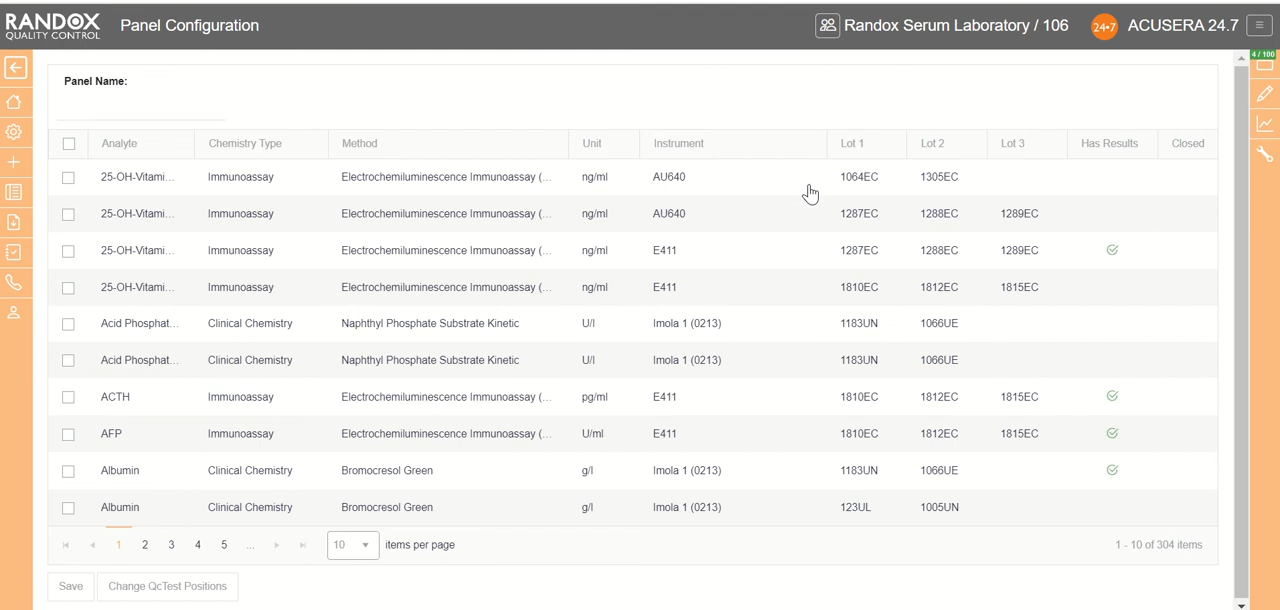 RANDOX
QUALITY CONTROL
Panel Configuration
Randox Serum Laboratory / 106
24•7
ACUSERA 24.7
4 / 100
Panel Name:
Analyte Chemistry Type Method Unit Instrument Lot 1 Lot 2 Lot 3 Has Results Closed
25-OH-Vitami... Immunoassay Electrochemiluminescence Immunoassay (... ng/ml AU640 1064EC 1305EC
25-OH-Vitami... Immunoassay Electrochemiluminescence Immunoassay (... ng/ml AU640 1287EC 1288EC 1289EC
25-OH-Vitami... Immunoassay Electrochemiluminescence Immunoassay (... ng/ml E411 1287EC 1288EC 1289EC
25-OH-Vitami... Immunoassay Electrochemiluminescence Immunoassay (... ng/ml E411 1810EC 1812EC 1815EC
Acid Phosphat... Clinical Chemistry Naphthyl Phosphate Substrate Kinetic U/l Imola 1 (0213) 1183UN 1066UE
Acid Phosphat... Clinical Chemistry Naphthyl Phosphate Substrate Kinetic U/l Imola 1 (0213) 1183UN 1066UE
ACTH Immunoassay Electrochemiluminescence Immunoassay (... pg/ml E411 1810EC 1812EC 1815EC
AFP Immunoassay Electrochemiluminescence Immunoassay (... U/ml E411 1810EC 1812EC 1815EC
Albumin Clinical Chemistry Bromocresol Green g/l Imola 1 (0213) 1183UN 1066UE
Albumin Clinical Chemistry Bromocresol Green g/l Imola 1 (0213) 123UL 1005UN
1 2 3 4 5 ... 10 items per page 1 - 10 of 304 items
Save Change QcTest Positions